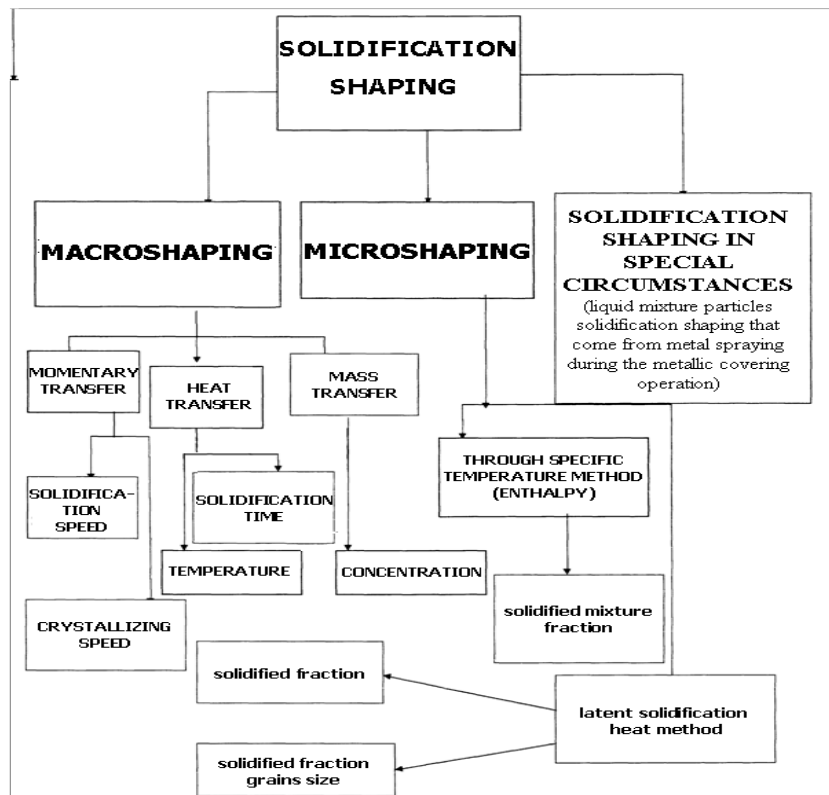 SOLIDIFICATION
SHAPING
MACROSHAPING
MICROSHAPING
SOLIDIFICATION
SHAPING IN
SPECIAL
CIRCUMSTANCES
(liquid mixture particles
solidification shaping that
come from metal spraying
during the metallic covering
operation)
MOMENTARY
TRANSFER
HEAT
TRANSFER
MASS
TRANSFER
THROUGH SPECIFIC
TEMPERATURE METHOD
(ENTHALPY)
SOLIDIFICA-
TION
SPEED
SOLIDIFICATION
TIME
TEMPERATURE
CONCENTRATION
solidified mixture
fraction
CRYSTALLIZING
SPEED
solidified fraction
latent solidification
heat method
solidified fraction
grains size